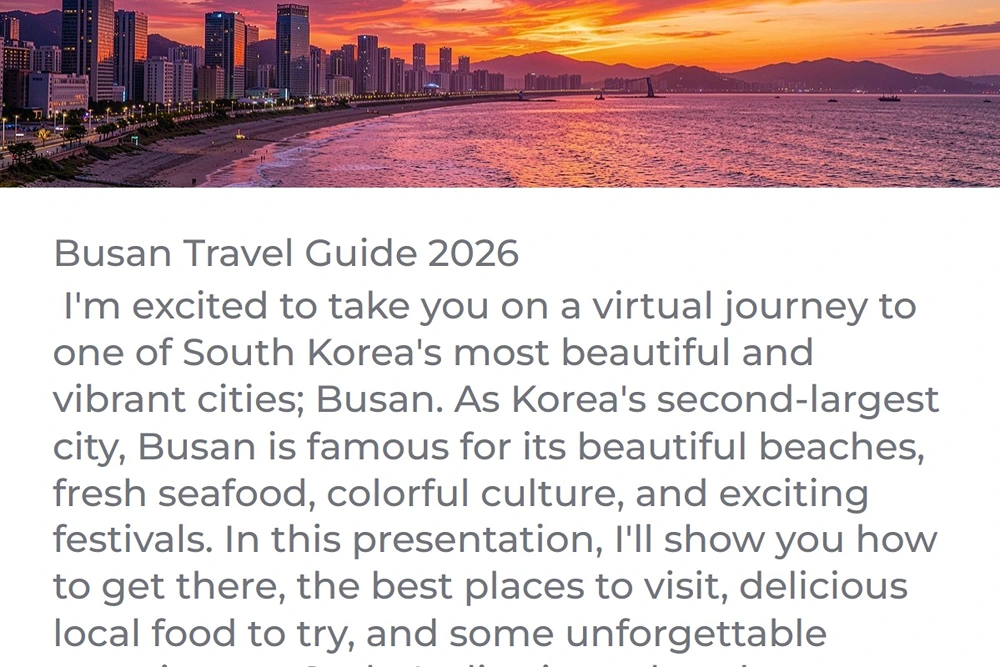 Busan Travel Guide 2026
I'm excited to take you on a virtual journey to
one of South Korea's most beautiful and
vibrant cities; Busan. As Korea's second-largest
city, Busan is famous for its beautiful beaches,
fresh seafood, colorful culture, and exciting
festivals. In this presentation, I'll show you how
to get there, the best places to visit, delicious
local food to try, and some unforgettable